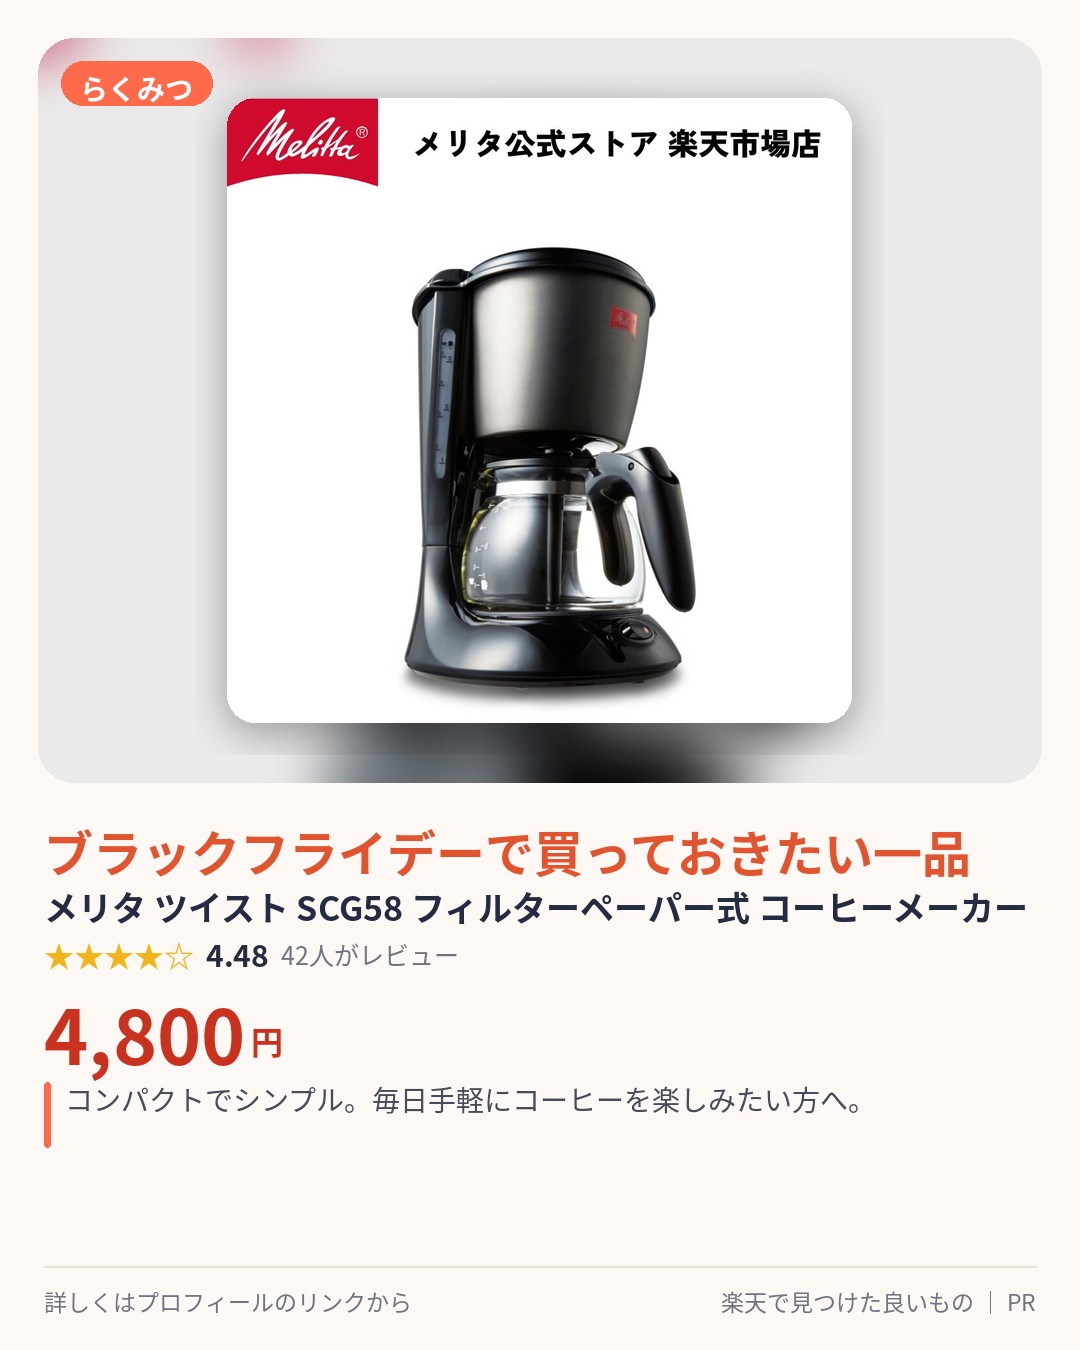 らくみつ
Melitta®
メリタ公式ストア 楽天市場店
ブラックフライデーで買っておきたい一品
メリタ ツイスト SCG58 フィルターペーパー式 コーヒーメーカー
★★★★☆ 4.48 42人がレビュー
4,800円
コンパクトでシンプル。毎日手軽にコーヒーを楽しみたい方へ。
詳しくはプロフィールのリンクから
楽天で見つけた良いもの｜PR